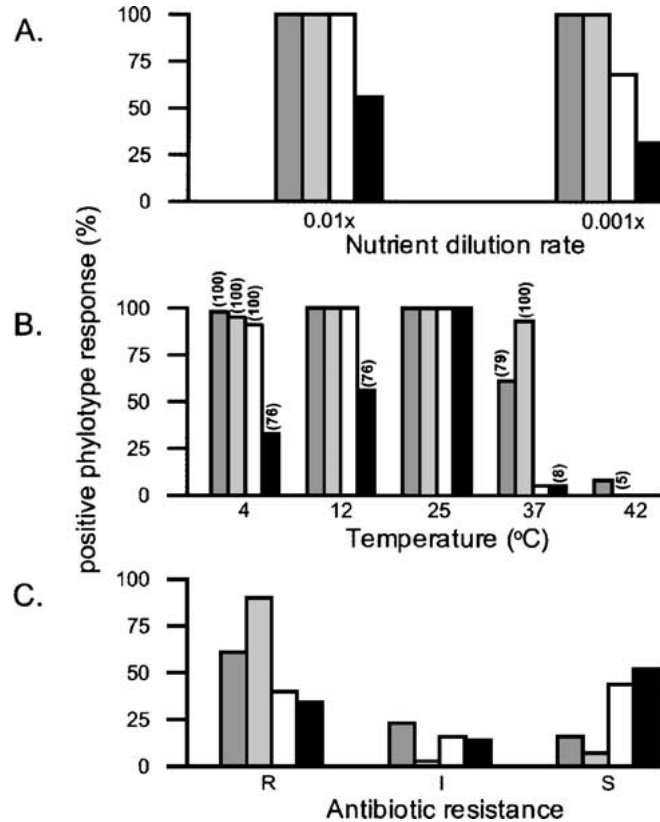 A.
100
75
50
25
0
0.01x 0.001x
Nutrient dilution rate
positive phylotype response (%)
B.
100
75
50
25
0
(100) (100) (100) (76) (76) (79) (100) (8) (5)
4 12 25 37 42
Temperature (ºC)
C.
100
75
50
25
0
R I S
Antibiotic resistance